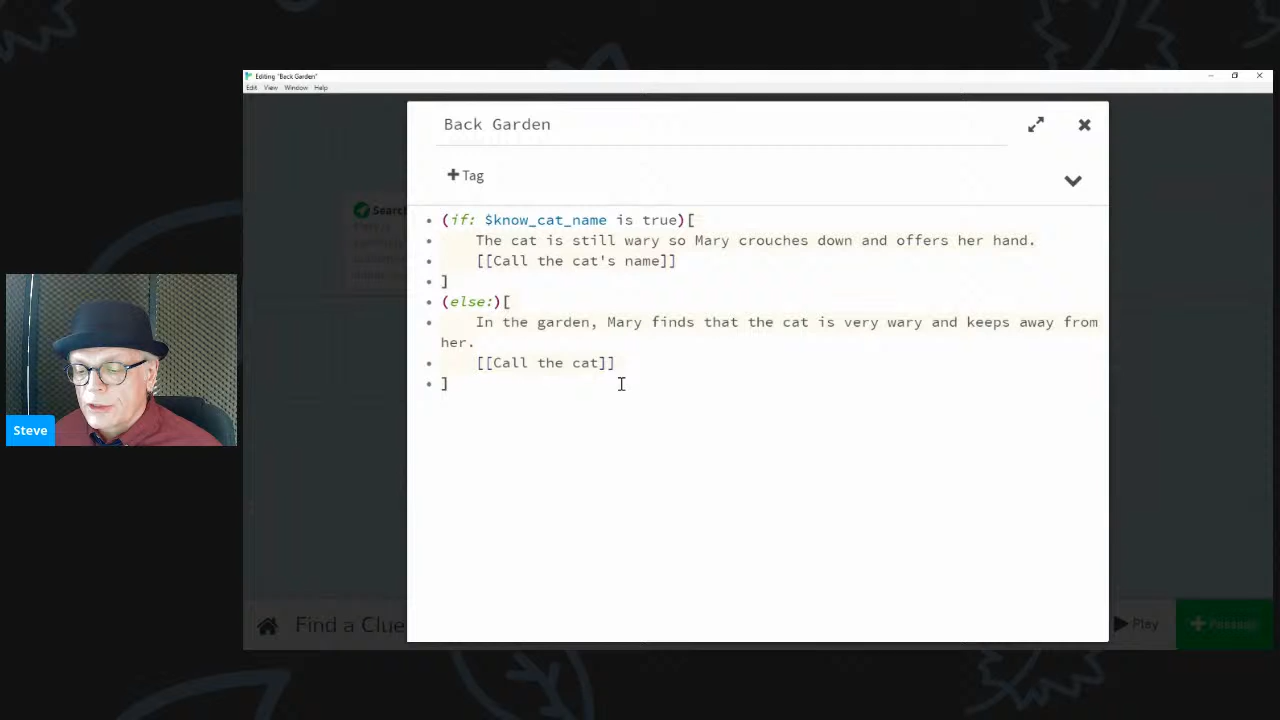 Editing "Back Garden"
Edit View Window Help
Back Garden
+ Tag
Search
(if: $know_cat_name is true)[
The cat is still wary so Mary crouches down and offers her hand.
[[Call the cat's name]]
]
(else:)[
In the garden, Mary finds that the cat is very wary and keeps away from
her.
[[Call the cat]]
]
Steve
Find a Clue
Play
+ Passage